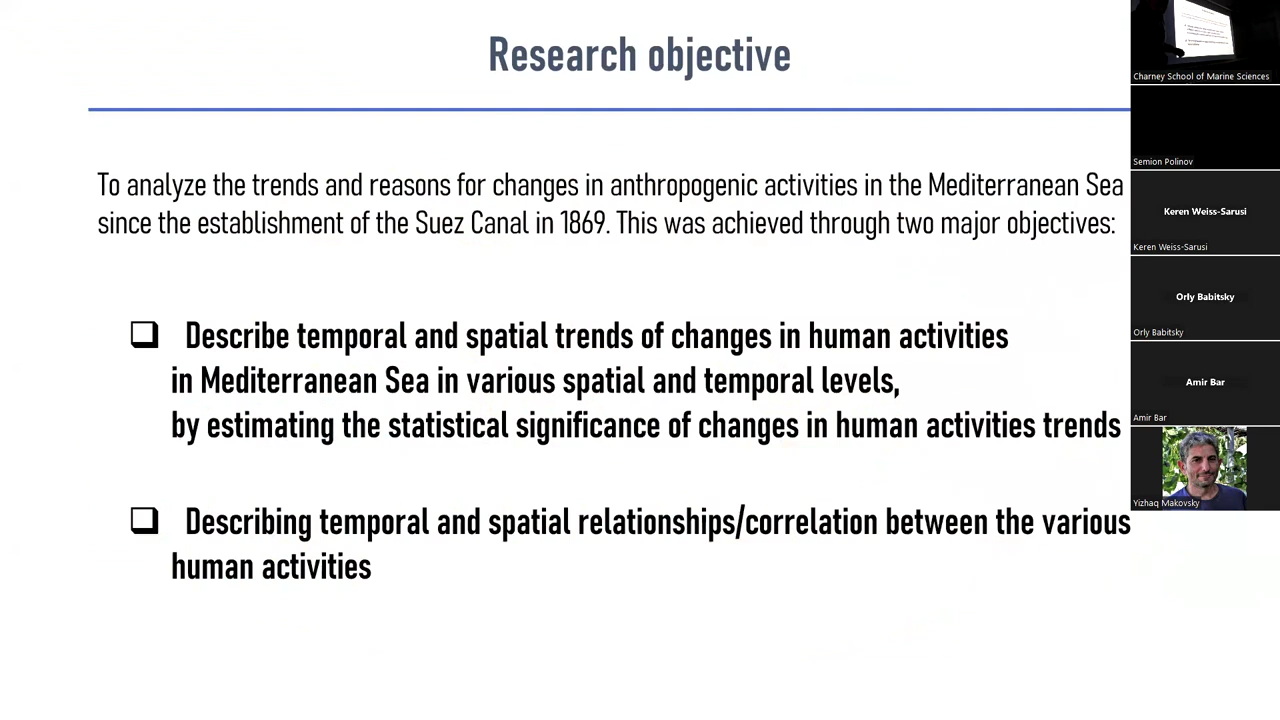 Research objective
To analyze the trends and reasons for changes in anthropogenic activities in the Mediterranean Sea
since the establishment of the Suez Canal in 1869. This was achieved through two major objectives:
Describe temporal and spatial trends of changes in human activities
in Mediterranean Sea in various spatial and temporal levels,
by estimating the statistical significance of changes in human activities trends
Describing temporal and spatial relationships/correlation between the various
human activities
Charney School of Marine Sciences
Semion Polinov
Keren Weiss-Sarusi
Keren Weiss-Sarusi
Orly Babitsky
Orly Babitsky
Amir Bar
Amir Bar
Yizhaq Makovsky